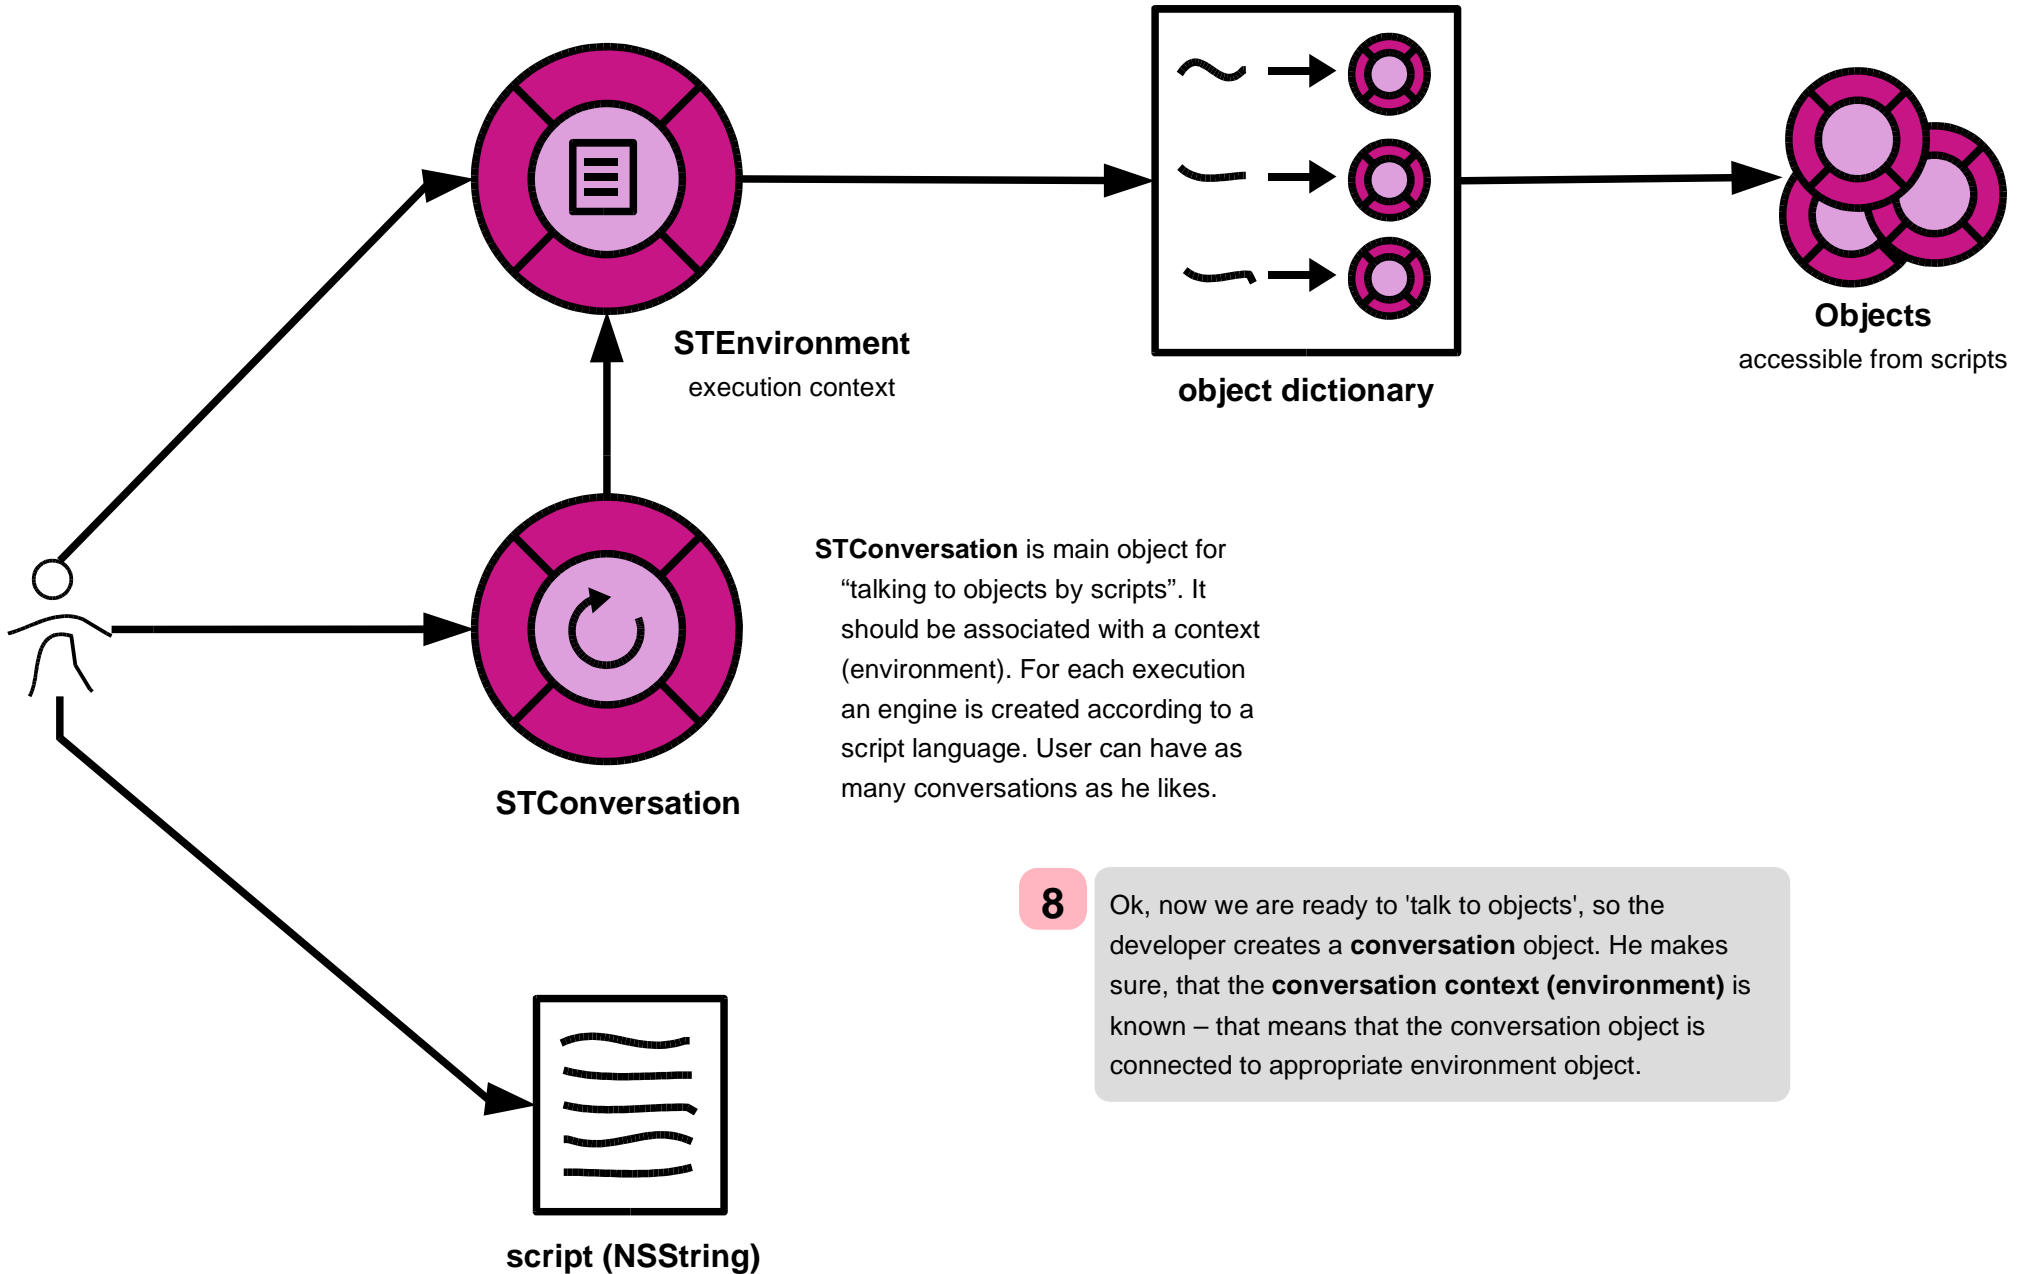 STEnvironment
execution context
object dictionary
Objects
accessible from scripts
STConversation is main object for
“talking to objects by scripts”. It
should be associated with a context
(environment). For each execution
an engine is created according to a
script language. User can have as
many conversations as he likes.
STConversation
8
Ok, now we are ready to 'talk to objects', so the
developer creates a conversation object. He makes
sure, that the conversation context (environment) is
known – that means that the conversation object is
connected to appropriate environment object.
script (NSString)